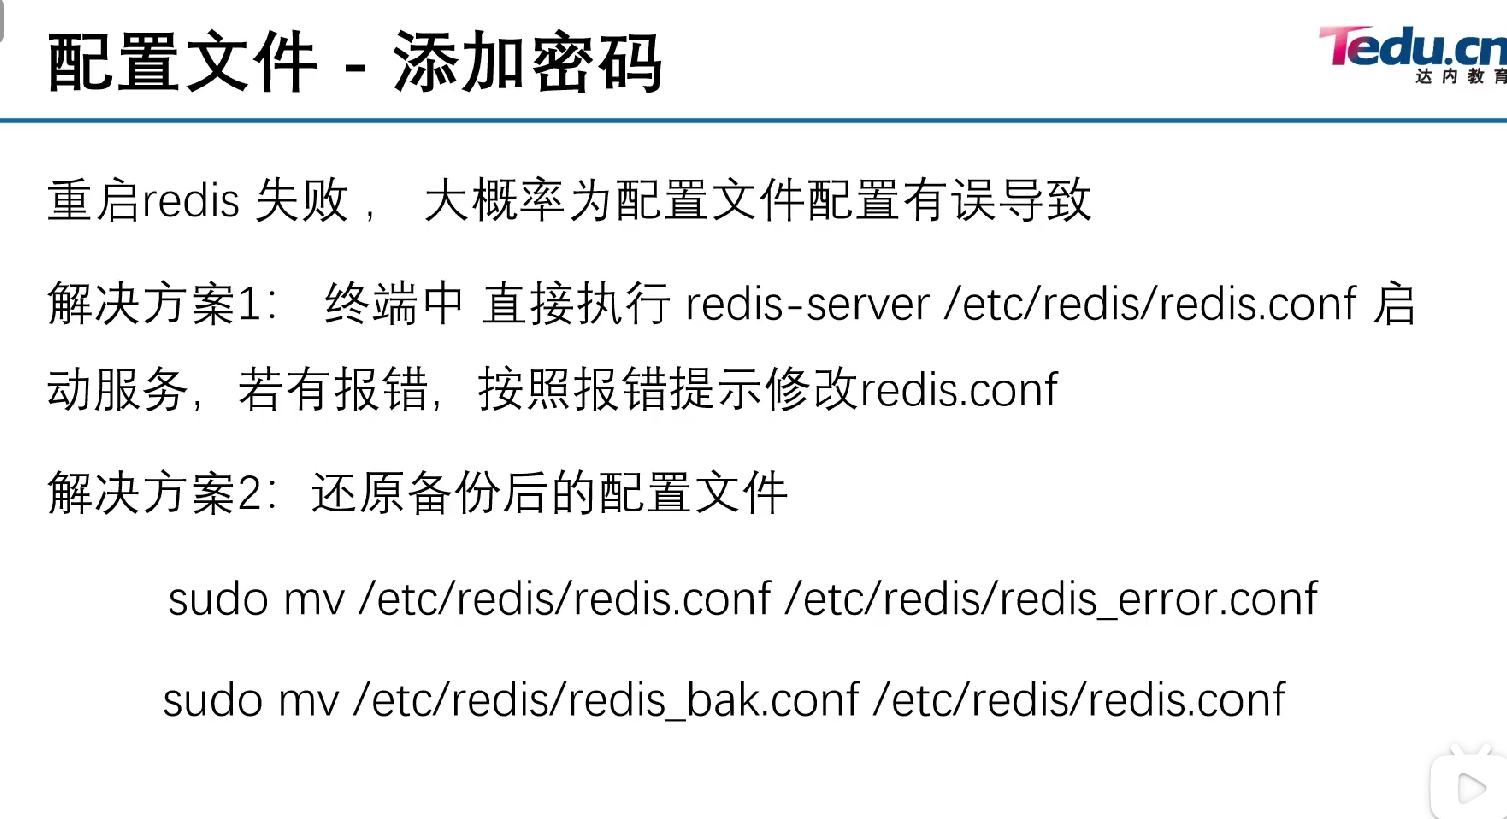 配置文件 - 添加密码
Tedu.cn
达内教育
重启redis 失败， 大概率为配置文件配置有误导致
解决方案1： 终端中 直接执行 redis-server /etc/redis/redis.conf 启
动服务，若有报错，按照报错提示修改redis.conf
解决方案2：还原备份后的配置文件
sudo mv /etc/redis/redis.conf /etc/redis/redis_error.conf
sudo mv /etc/redis/redis_bak.conf /etc/redis/redis.conf